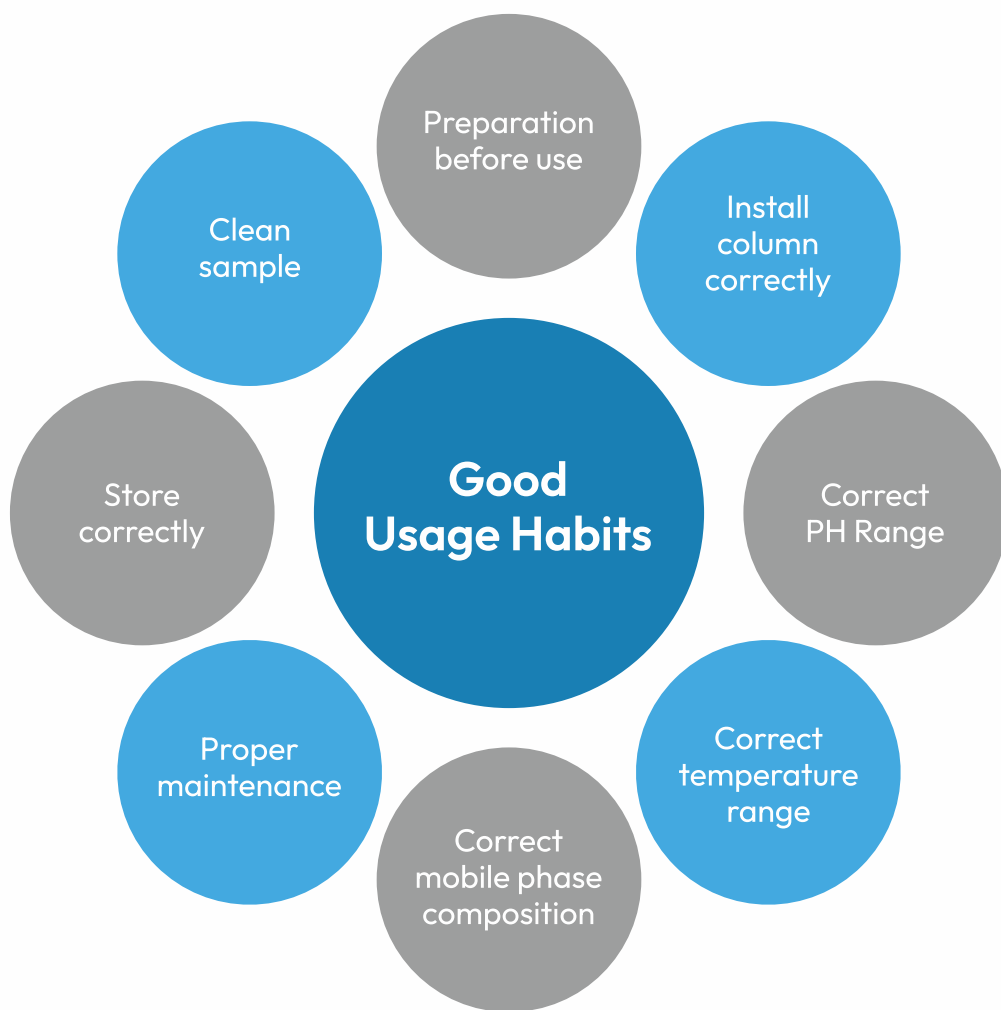 Preparation
before use
Clean
sample
Install
column
correctly
Store
correctly
Good
Usage Habits
Correct
PH Range
Proper
maintenance
Correct
temperature
range
Correct
mobile phase
composition